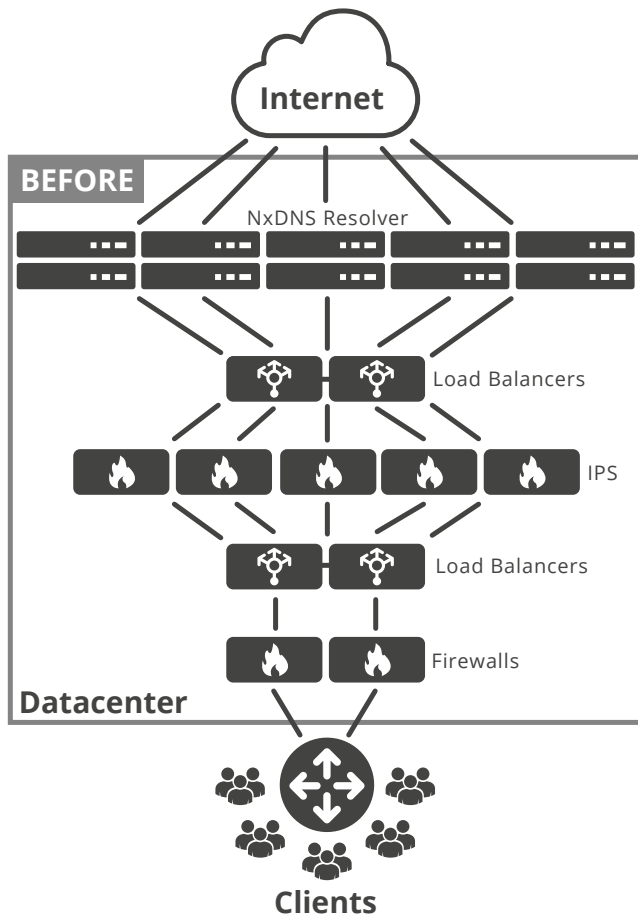 Internet
BEFORE
NxDNS Resolver
Load Balancers
IPS
Load Balancers
Firewalls
Datacenter
Clients